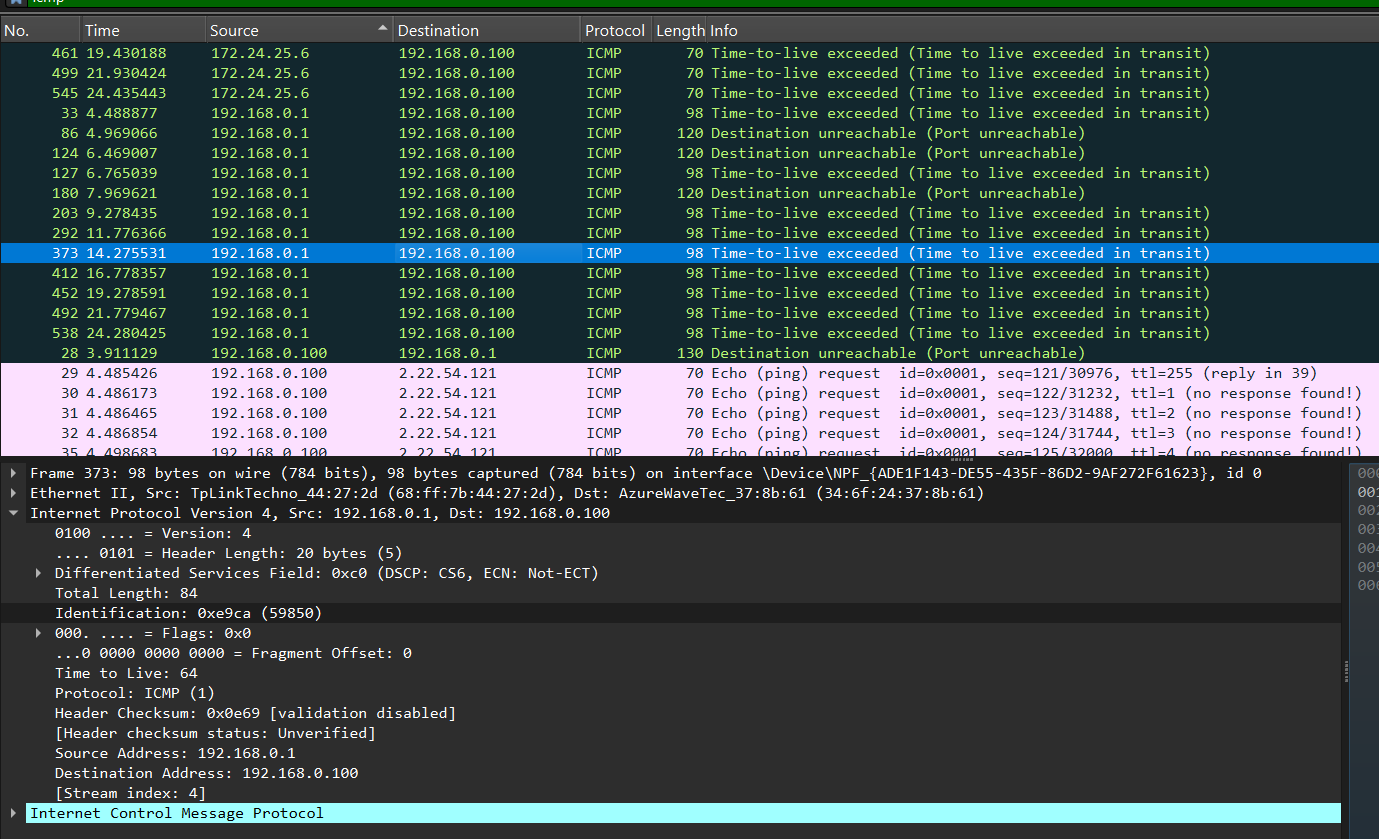 No. Time Source Destination Protocol Length Info
461 19.430188 172.24.25.6 192.168.0.100 ICMP 70 Time-to-live exceeded (Time to live exceeded in transit)
499 21.930424 172.24.25.6 192.168.0.100 ICMP 70 Time-to-live exceeded (Time to live exceeded in transit)
545 24.435443 172.24.25.6 192.168.0.100 ICMP 70 Time-to-live exceeded (Time to live exceeded in transit)
33 4.488877 192.168.0.1 192.168.0.100 ICMP 98 Time-to-live exceeded (Time to live exceeded in transit)
86 4.969066 192.168.0.1 192.168.0.100 ICMP 120 Destination unreachable (Port unreachable)
124 6.469007 192.168.0.1 192.168.0.100 ICMP 120 Destination unreachable (Port unreachable)
127 6.765039 192.168.0.1 192.168.0.100 ICMP 98 Time-to-live exceeded (Time to live exceeded in transit)
180 7.969621 192.168.0.1 192.168.0.100 ICMP 120 Destination unreachable (Port unreachable)
203 9.278435 192.168.0.1 192.168.0.100 ICMP 98 Time-to-live exceeded (Time to live exceeded in transit)
292 11.776366 192.168.0.1 192.168.0.100 ICMP 98 Time-to-live exceeded (Time to live exceeded in transit)
373 14.275531 192.168.0.1 192.168.0.100 ICMP 98 Time-to-live exceeded (Time to live exceeded in transit)
412 16.778357 192.168.0.1 192.168.0.100 ICMP 98 Time-to-live exceeded (Time to live exceeded in transit)
452 19.278591 192.168.0.1 192.168.0.100 ICMP 98 Time-to-live exceeded (Time to live exceeded in transit)
492 21.779467 192.168.0.1 192.168.0.100 ICMP 98 Time-to-live exceeded (Time to live exceeded in transit)
538 24.280425 192.168.0.1 192.168.0.100 ICMP 98 Time-to-live exceeded (Time to live exceeded in transit)
28 3.911129 192.168.0.100 192.168.0.1 ICMP 130 Destination unreachable (Port unreachable)
29 4.485426 192.168.0.100 2.22.54.121 ICMP 70 Echo (ping) request id=0x0001, seq=121/30976, ttl=255 (reply in 39)
30 4.486173 192.168.0.100 2.22.54.121 ICMP 70 Echo (ping) request id=0x0001, seq=122/31232, ttl=1 (no response found!)
31 4.486465 192.168.0.100 2.22.54.121 ICMP 70 Echo (ping) request id=0x0001, seq=123/31488, ttl=2 (no response found!)
32 4.486854 192.168.0.100 2.22.54.121 ICMP 70 Echo (ping) request id=0x0001, seq=124/31744, ttl=3 (no response found!)
35 4.498683 192.168.0.100 2.22.54.121 ICMP 70 Echo (ping) request id=0x0001, seq=125/32000, ttl=4 (no response found!)
Frame 373: 98 bytes on wire (784 bits), 98 bytes captured (784 bits) on interface \Device\NPF_{ADE1F143-DE55-435F-86D2-9AF272F61623}, id 0
Ethernet II, Src: TpLinkTechno_44:27:2d (68:ff:7b:44:27:2d), Dst: AzureWaveTec_37:8b:61 (34:6f:24:37:8b:61)
Internet Protocol Version 4, Src: 192.168.0.1, Dst: 192.168.0.100
0100 .... = Version: 4
.... 0101 = Header Length: 20 bytes (5)
Differentiated Services Field: 0xc0 (DSCP: CS6, ECN: Not-ECT)
Total Length: 84
Identification: 0xe9ca (59850)
000. .... = Flags: 0x0
...0 0000 0000 0000 = Fragment Offset: 0
Time to Live: 64
Protocol: ICMP (1)
Header Checksum: 0x0e69 [validation disabled]
[Header checksum status: Unverified]
Source Address: 192.168.0.1
Destination Address: 192.168.0.100
[Stream index: 4]
Internet Control Message Protocol